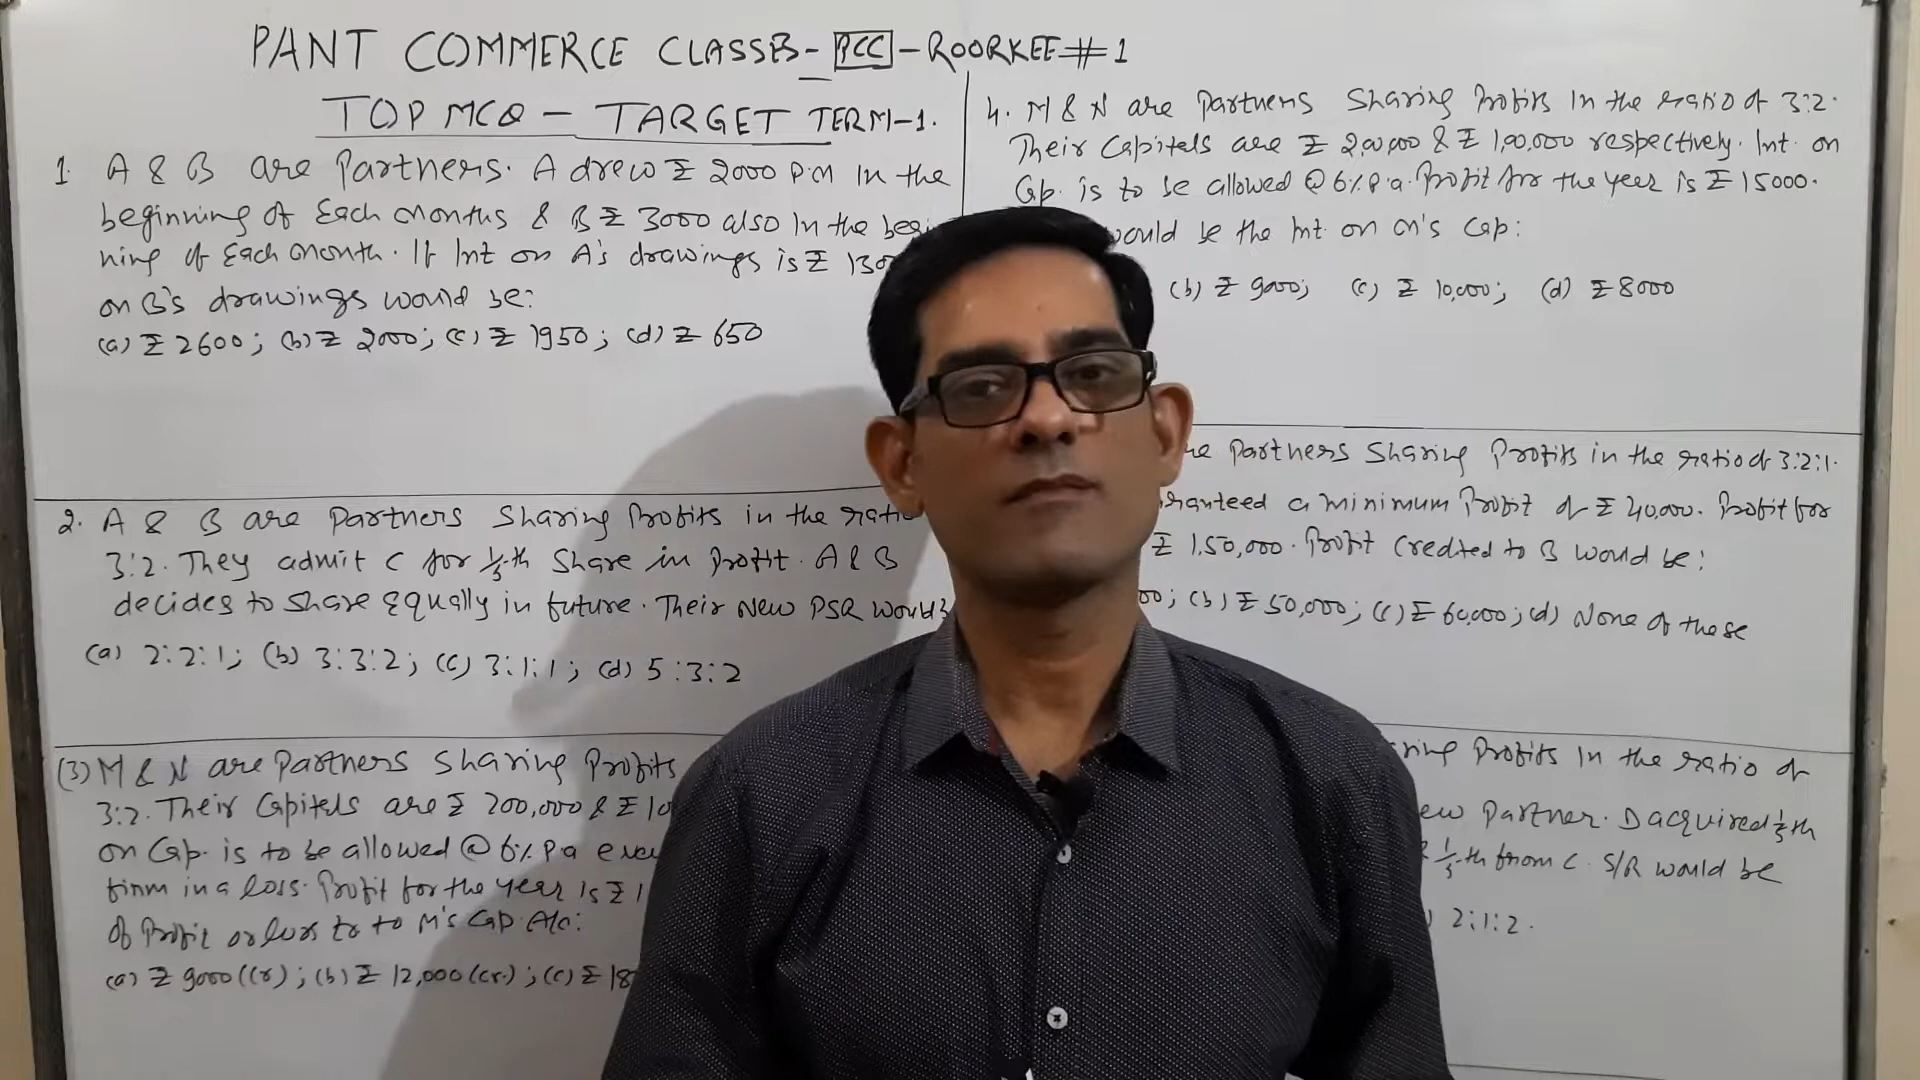 PANT COMMERCE CLASSES - PCC - ROORKEE # 1
TOP MCQ - TARGET TERM-1.
1. A & B are Partners. A drew ₹ 2000 P.M in the
beginning of Each months & B ₹ 3000 also In the begi
ning of Each month. If Int on A's drawings is ₹ 130
on B's drawings would be:
(a) ₹ 2600; (b) ₹ 2000; (c) ₹ 1950; (d) ₹ 650
2. A & B are Partners Sharing Profits in the ratio
3:2. They admit C for 1/5th Share in Profit. A & B
decides to share Equally in future. Their New PSR would
(a) 2:2:1; (b) 3:3:2; (c) 3:1:1; (d) 5:3:2
(3) M & N are Partners Sharing Profits
3:2. Their Capitals are ₹ 200,000 & ₹ 10
on Cap. is to be allowed @ 6% p.a
firm in a loss. Profit for the year is ₹ 1
of Profit or loss tr to M's Cap. A/c:
(a) ₹ 9000 (Cr); (b) ₹ 12,000 (Cr.); (c) ₹ 18
4. M & N are Partners Sharing Profits In the ratio of 3:2.
Their Capitals are ₹ 2,00,000 & ₹ 1,00,000 respectively. Int. on
Cap. is to be allowed @ 6% p.a. Profit for the year is ₹ 15000.
would be the Int. on M's Cap:
(b) ₹ 9000; (c) ₹ 10,000; (d) ₹ 8000
re Partners Sharing Profits in the ratio of 3:2:1.
ranteed a minimum Profit of ₹ 40,000. Profit for
₹ 1,50,000. Profit Credited to B would be:
00; (b) ₹ 50,000; (c) ₹ 60,000; (d) None of these
ring Profits In the ratio of
ew Partner. D acquired 1/5th
1/5-th from C. S/R would be
) 2:1:2.